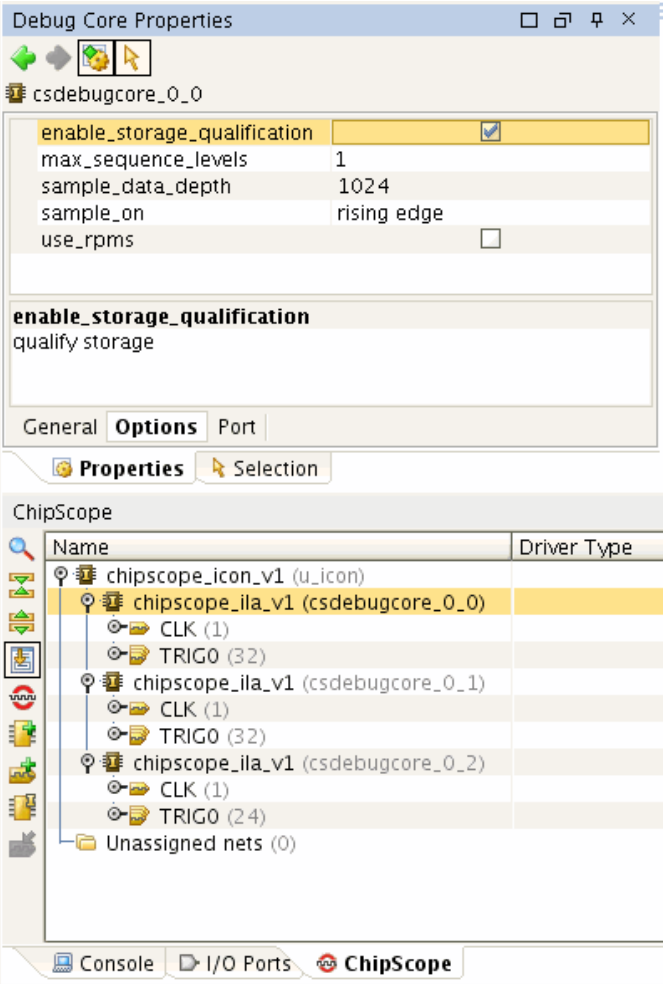 Debug Core Properties
csdebugcore_0_0
enable_storage_qualification
max_sequence_levels 1
sample_data_depth 1024
sample_on rising edge
use_rpms
enable_storage_qualification
qualify storage
General Options Port
Properties Selection
ChipScope
Name Driver Type
chipscope_icon_v1 (u_icon)
chipscope_ila_v1 (csdebugcore_0_0)
CLK (1)
TRIG0 (32)
chipscope_ila_v1 (csdebugcore_0_1)
CLK (1)
TRIG0 (32)
chipscope_ila_v1 (csdebugcore_0_2)
CLK (1)
TRIG0 (24)
Unassigned nets (0)
Console I/O Ports ChipScope